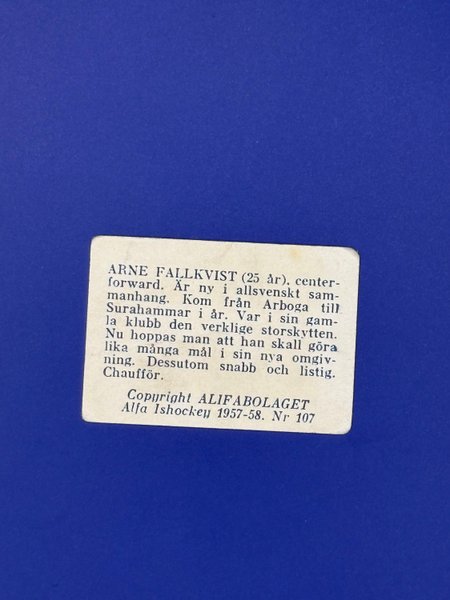 ARNE FALLKVIST (25 år), center-
forward. Är ny i allsvenskt sam-
manhang. Kom från Arboga till
Surahammar i år. Var i sin gam-
la klubb den verklige storskytten.
Nu hoppas man att han skall göra
lika många mål i sin nya omgiv-
ning. Dessutom snabb och listig.
Chaufför.
Copyright ALIFABOLAGET
Alfa Ishockey 1957-58. Nr 107